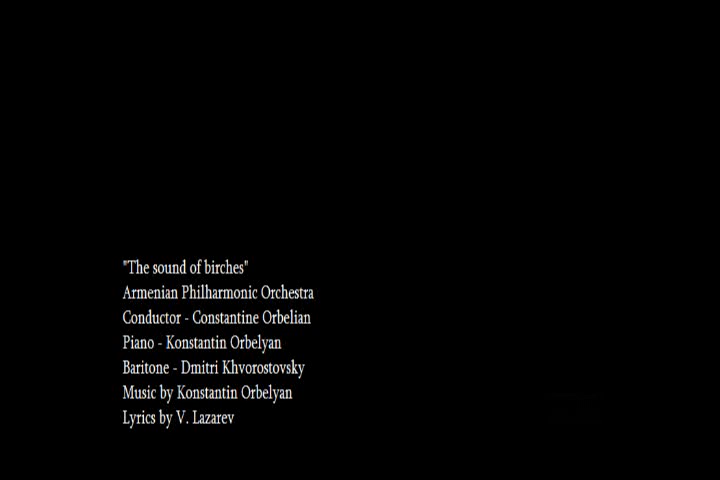 "The sound of birches"
Armenian Philharmonic Orchestra
Conductor - Constantine Orbelian
Piano - Konstantin Orbelyan
Baritone - Dmitri Khvorostovsky
Music by Konstantin Orbelyan
Lyrics by V. Lazarev